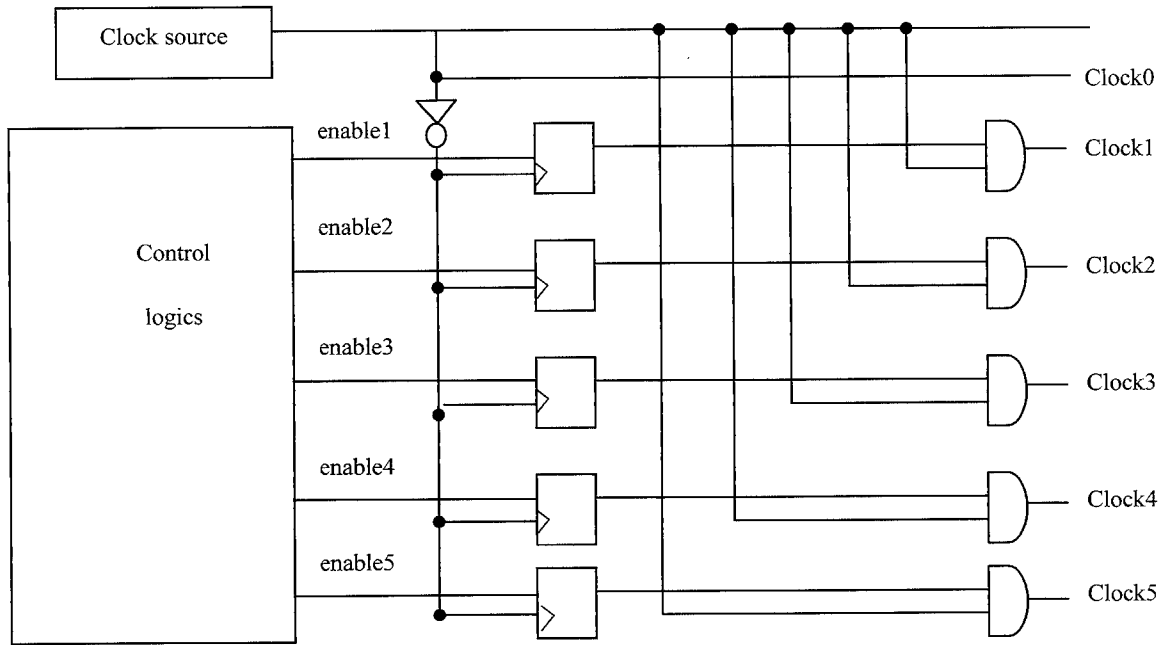 Clock source
Clock0
enable1
Clock1
enable2
Control
logics
Clock2
enable3
Clock3
enable4
Clock4
enable5
Clock5